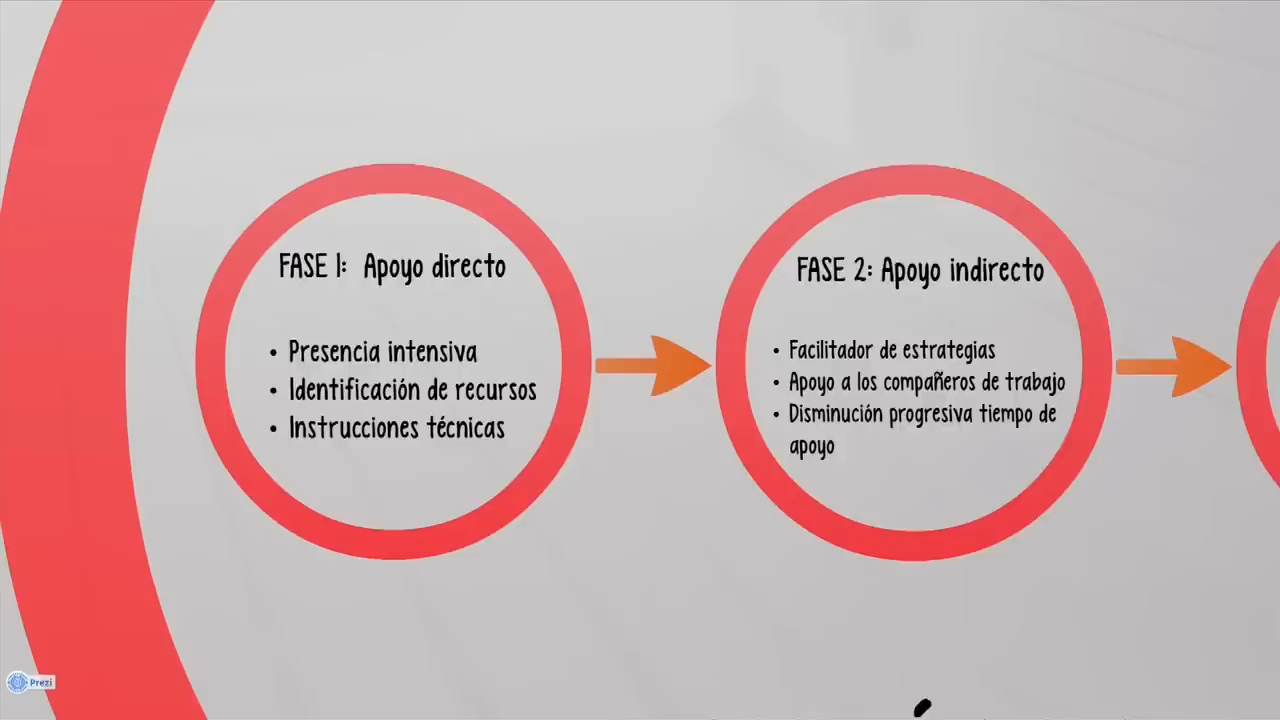 FASE 1: Apoyo directo
• Presencia intensiva
• Identificación de recursos
• Instrucciones técnicas
FASE 2: Apoyo indirecto
• Facilitador de estrategias
• Apoyo a los compañeros de trabajo
• Disminución progresiva tiempo de
apoyo
Prezi